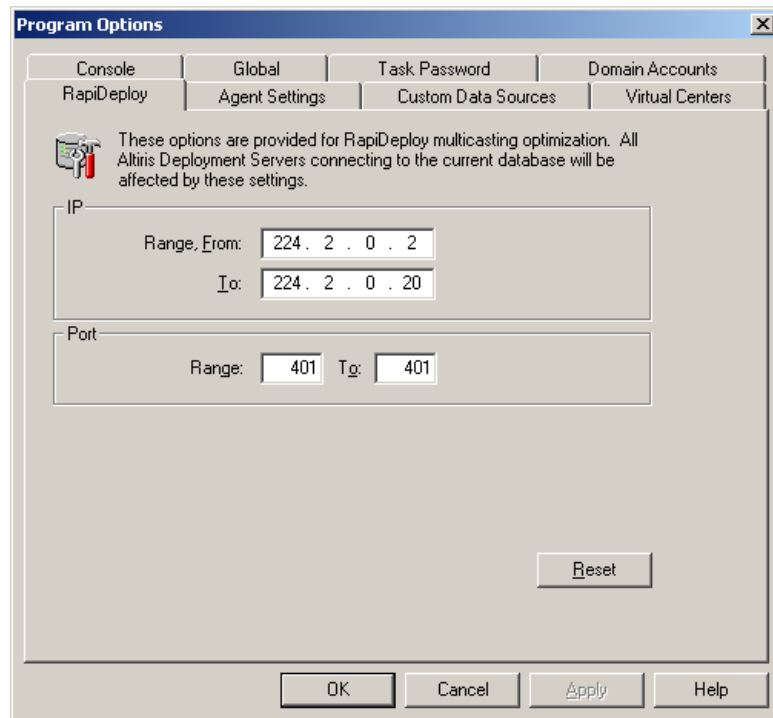 Program Options
Console Global Task Password Domain Accounts
RapiDeploy Agent Settings Custom Data Sources Virtual Centers
These options are provided for RapiDeploy multicasting optimization. All
Altiris Deployment Servers connecting to the current database will be
affected by these settings.
IP
Range, From: 224 . 2 . 0 . 2
To: 224 . 2 . 0 . 20
Port
Range: 401 To: 401
Reset
OK Cancel Apply Help